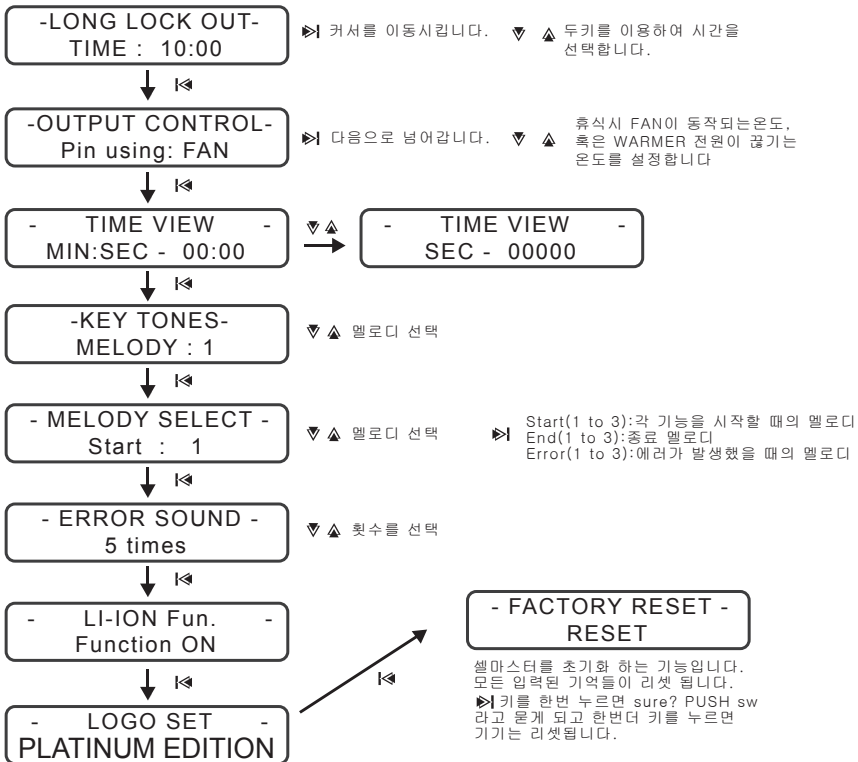 -LONG LOCK OUT-
TIME : 10:00
커서를 이동시킵니다.
두키를 이용하여 시간을
선택합니다.
-OUTPUT CONTROL-
Pin using: FAN
다음으로 넘어갑니다.
휴식시 FAN이 동작되는온도,
혹은 WARMER 전원이 끊기는
온도를 설정합니다
- TIME VIEW -
MIN:SEC - 00:00
- TIME VIEW -
SEC - 00000
-KEY TONES-
MELODY : 1
멜로디 선택
- MELODY SELECT -
Start : 1
멜로디 선택
Start(1 to 3):각 기능을 시작할 때의 멜로디
End(1 to 3):종료 멜로디
Error(1 to 3):에러가 발생했을 때의 멜로디
- ERROR SOUND -
5 times
횟수를 선택
- LI-ION Fun. -
Function ON
- LOGO SET -
PLATINUM EDITION
- FACTORY RESET -
RESET
셀마스터를 초기화 하는 기능입니다.
모든 입력된 기억들이 리셋 됩니다.
키를 한번 누르면 sure? PUSH sw
라고 묻게 되고 한번더 키를 누르면
기기는 리셋됩니다.